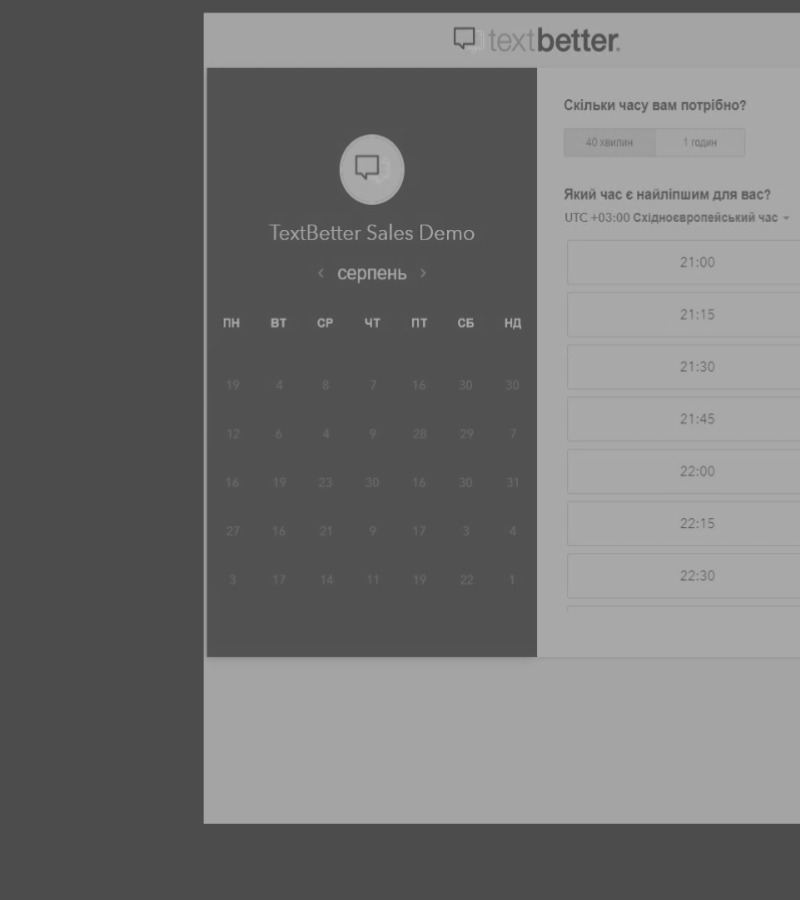 textbetter.
TextBetter Sales Demo
‹ серпень ›
ПН ВТ СР ЧТ ПТ СБ НД
19 4 8 7 16 30 30
12 6 4 9 28 29 7
16 19 23 30 16 30 31
27 16 21 9 17 3 4
3 17 14 11 19 22 1
Скільки часу вам потрібно?
40 хвилин 1 годин
Який час є найліпшим для вас?
UTC +03:00 Східноєвропейський час
21:00
21:15
21:30
21:45
22:00
22:15
22:30